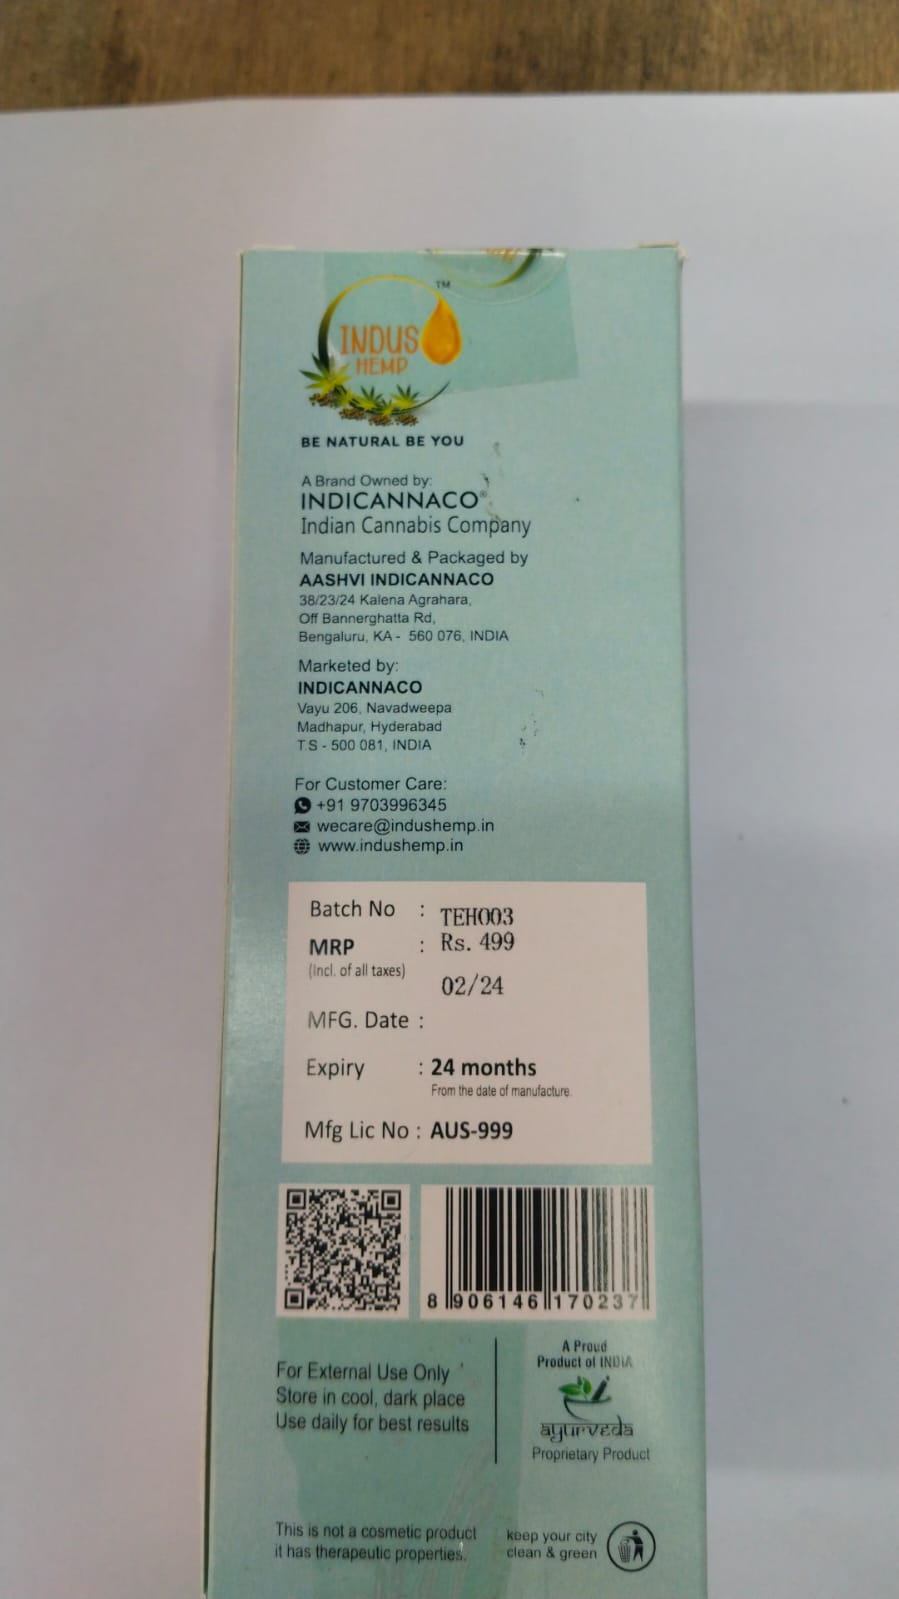 TM
INDUS
HEMP
BE NATURAL BE YOU
A Brand Owned by:
INDICANNACO®
Indian Cannabis Company
Manufactured & Packaged by
AASHVI INDICANNACO
38/23/24 Kalena Agrahara,
Off Bannerghatta Rd,
Bengaluru, KA - 560 076, INDIA
Marketed by:
INDICANNACO
Vayu 206, Navadweepa
Madhapur, Hyderabad
T.S - 500 081, INDIA
For Customer Care:
+91 9703996345
wecare@indushemp.in
www.indushemp.in
Batch No : TEH003
MRP : Rs. 499
(Incl. of all taxes)
02/24
MFG. Date :
Expiry : 24 months
From the date of manufacture.
Mfg Lic No : AUS-999
8 906146 170237
For External Use Only
Store in cool, dark place
Use daily for best results
A Proud
Product of INDIA
ayurveda
Proprietary Product
This is not a cosmetic product
it has therapeutic properties.
keep your city
clean & green